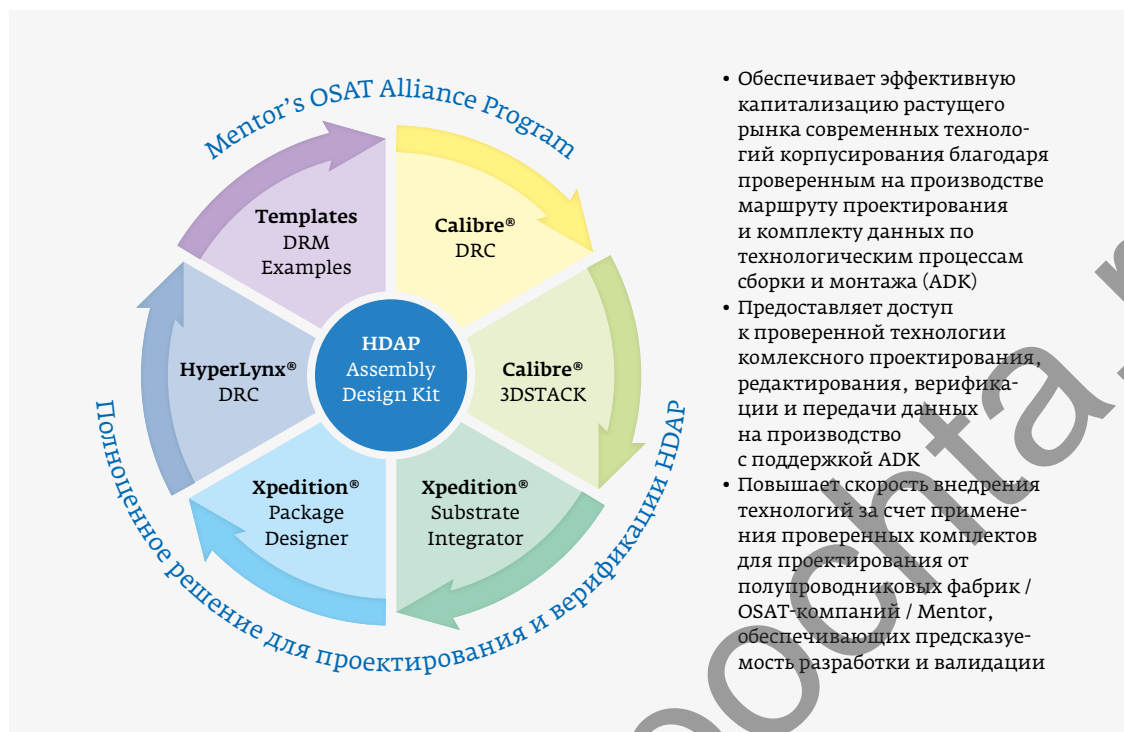 Mentor's OSAT Alliance Program
Templates
DRM
Examples
Calibre®
DRC
HyperLynx®
DRC
HDAP
Assembly
Design Kit
Calibre®
3DSTACK
Xpedition®
Package
Designer
Xpedition®
Substrate
Integrator
Полноценное решение для проектирования и верификации HDAP
• Обеспечивает эффективную
капитализацию растущего
рынка современных техноло-
гий корпусирования благодаря
проверенным на производстве
маршруту проектирования
и комплекту данных по
технологическим процессам
сборки и монтажа (ADK)
• Предоставляет доступ
к проверенной технологии
комлексного проектирования,
редактирования, верифика-
ции и передачи данных
на производство
с поддержкой ADK
• Повышает скорость внедрения
технологий за счет примене-
ния проверенных комплектов
для проектирования от
полупроводниковых фабрик /
OSAT-компаний / Mentor,
обеспечивающих предсказуе-
мость разработки и валидации
ochta